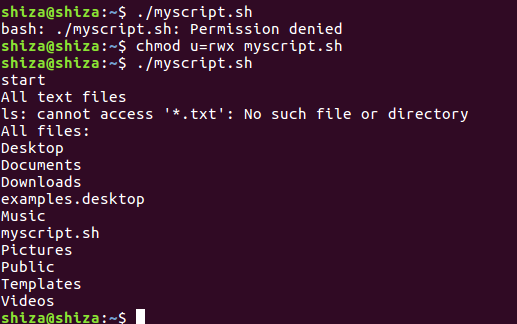 shiza@shiza:~$ ./myscript.sh
bash: ./myscript.sh: Permission denied
shiza@shiza:~$ chmod u=rwx myscript.sh
shiza@shiza:~$ ./myscript.sh
start
All text files
ls: cannot access '*.txt': No such file or directory
All files:
Desktop
Documents
Downloads
examples.desktop
Music
myscript.sh
Pictures
Public
Templates
Videos
shiza@shiza:~$